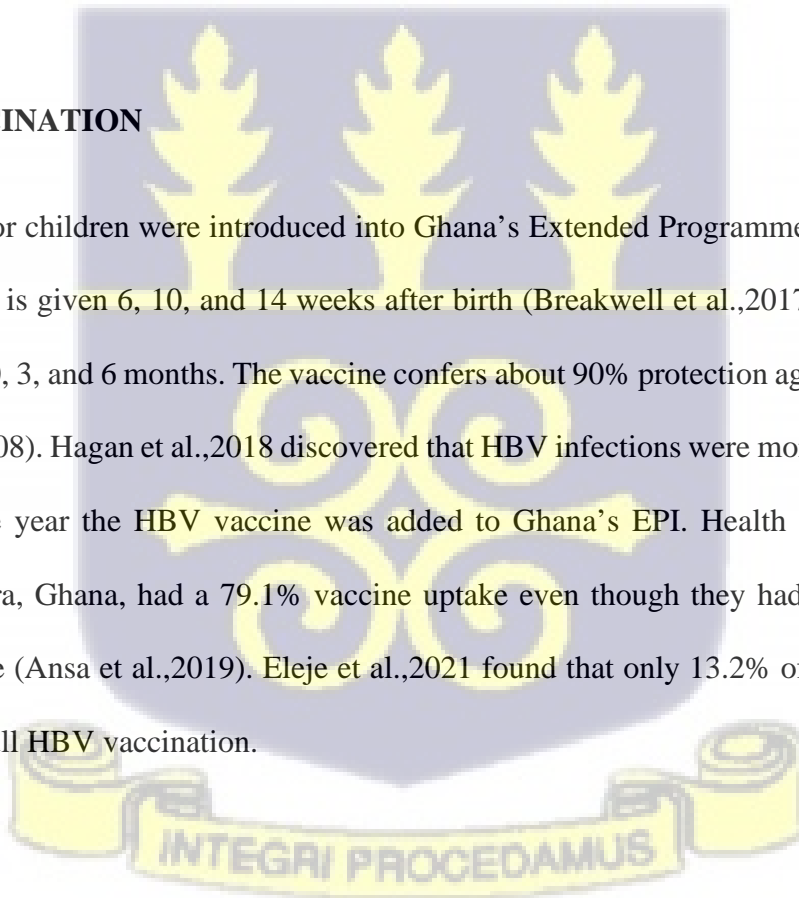 INATION
or children were introduced into Ghana’s Extended Programme
is given 6, 10, and 14 weeks after birth (Breakwell et al.,2017
, 3, and 6 months. The vaccine confers about 90% protection ag
08). Hagan et al.,2018 discovered that HBV infections were mor
year the HBV vaccine was added to Ghana’s EPI. Health
ra, Ghana, had a 79.1% vaccine uptake even though they had
e (Ansa et al.,2019). Eleje et al.,2021 found that only 13.2% o
ull HBV vaccination.
INTEGRI PROCEDAMUS